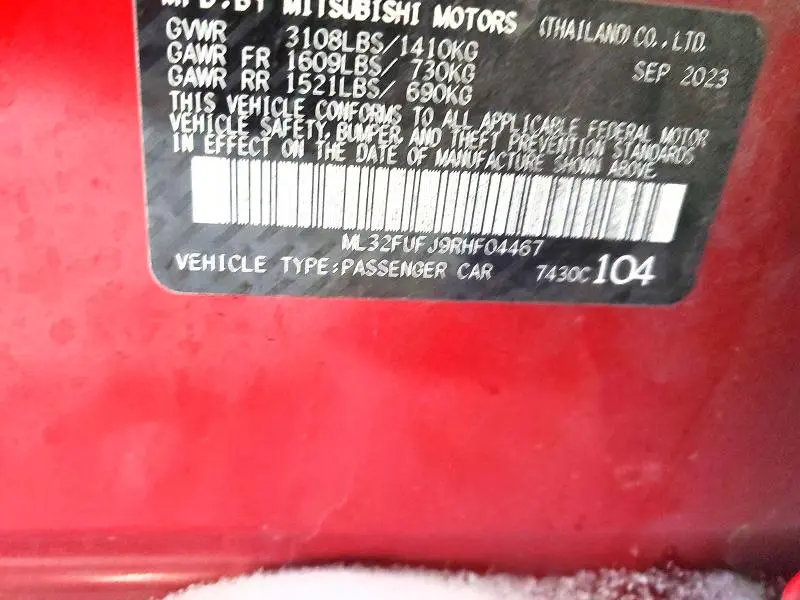 MFD.BY MITSUBISHI MOTORS (THAILAND)CO.,LTD.
GVWR 3108LBS/1410KG SEP 2023
GAWR FR 1609LBS/ 730KG
GAWR RR 1521LBS/ 690KG
THIS VEHICLE CONFORMS TO ALL APPLICABLE FEDERAL MOTOR
VEHICLE SAFETY, BUMPER, AND THEFT PREVENTION STANDARDS
IN EFFECT ON THE DATE OF MANUFACTURE SHOWN ABOVE.
ML32FUFJ9RHF04467
VEHICLE TYPE:PASSENGER CAR 7430C 104